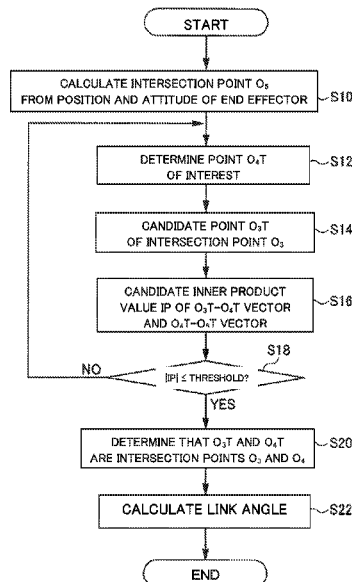 START
CALCULATE INTERSECTION POINT O₅
FROM POSITION AND ATTITUDE OF END EFFECTOR
S10
DETERMINE POINT O₄T
OF INTEREST
S12
CANDIDATE POINT O₃T
OF INTERSECTION POINT O₃
S14
CANDIDATE INNER PRODUCT
VALUE IP OF O₃T-O₄T VECTOR
AND O₄T-O₅T VECTOR
S16
S18
NO
|IP| ≤ THRESHOLD?
YES
DETERMINE THAT O₃T AND O₄T
ARE INTERSECTION POINTS O₃ AND O₄
S20
CALCULATE LINK ANGLE
S22
END